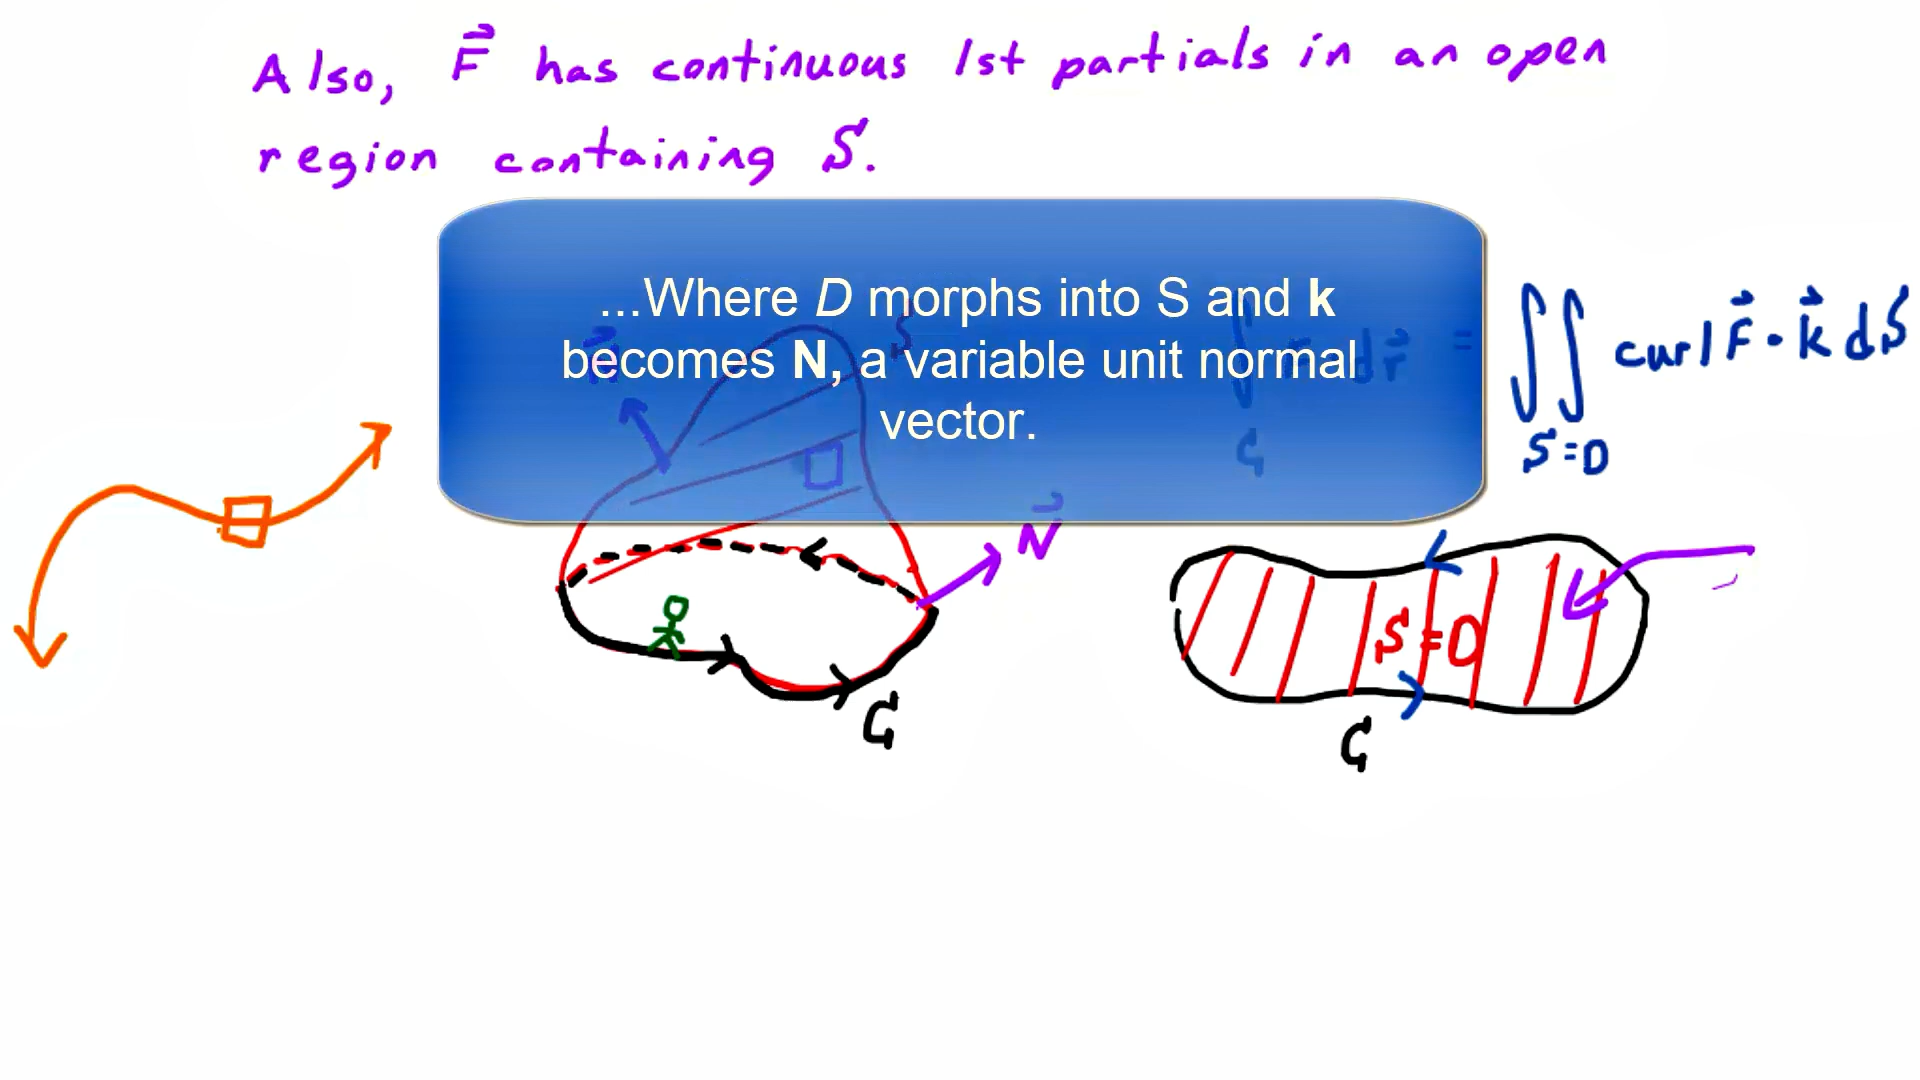 Also, F⃗ has continuous 1st partials in an open
region containing S.
...Where D morphs into S and k
becomes N, a variable unit normal
vector.
S
N⃗
∫ F⃗ · dr⃗ = ∬ curl F⃗ · k⃗ dS
C S=D
N⃗
S=D
C
C